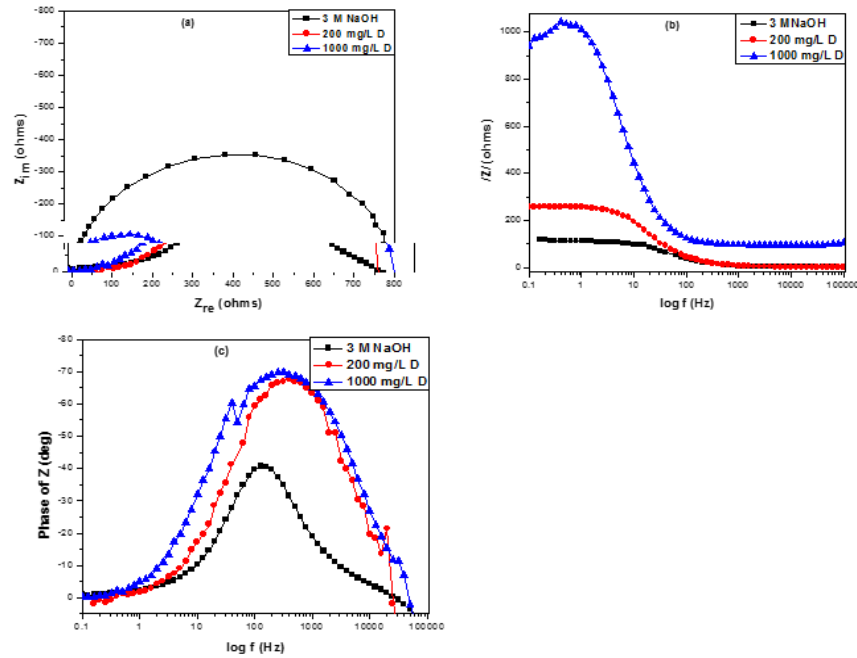 (a)
3 M NaOH
200 mg/L D
1000 mg/L D
-800
-700
-600
-500
-400
-300
-200
-100
0
Z im (ohms)
0 100 200 300 400 500 600 700 800
Zre (ohms)
(b)
3 MNaOH
200 mg/L D
1000 mg/L D
1000
800
600
400
200
0
/Z/ (ohms)
0.1 1 10 100 1000 10000 100000
log f (Hz)
(c)
3 M NaOH
200 mg/L D
1000 mg/L D
-80
-70
-60
-50
-40
-30
-20
-10
0
Phase of Z (deg)
0.1 1 10 100 1000 10000 100000
log f (Hz)